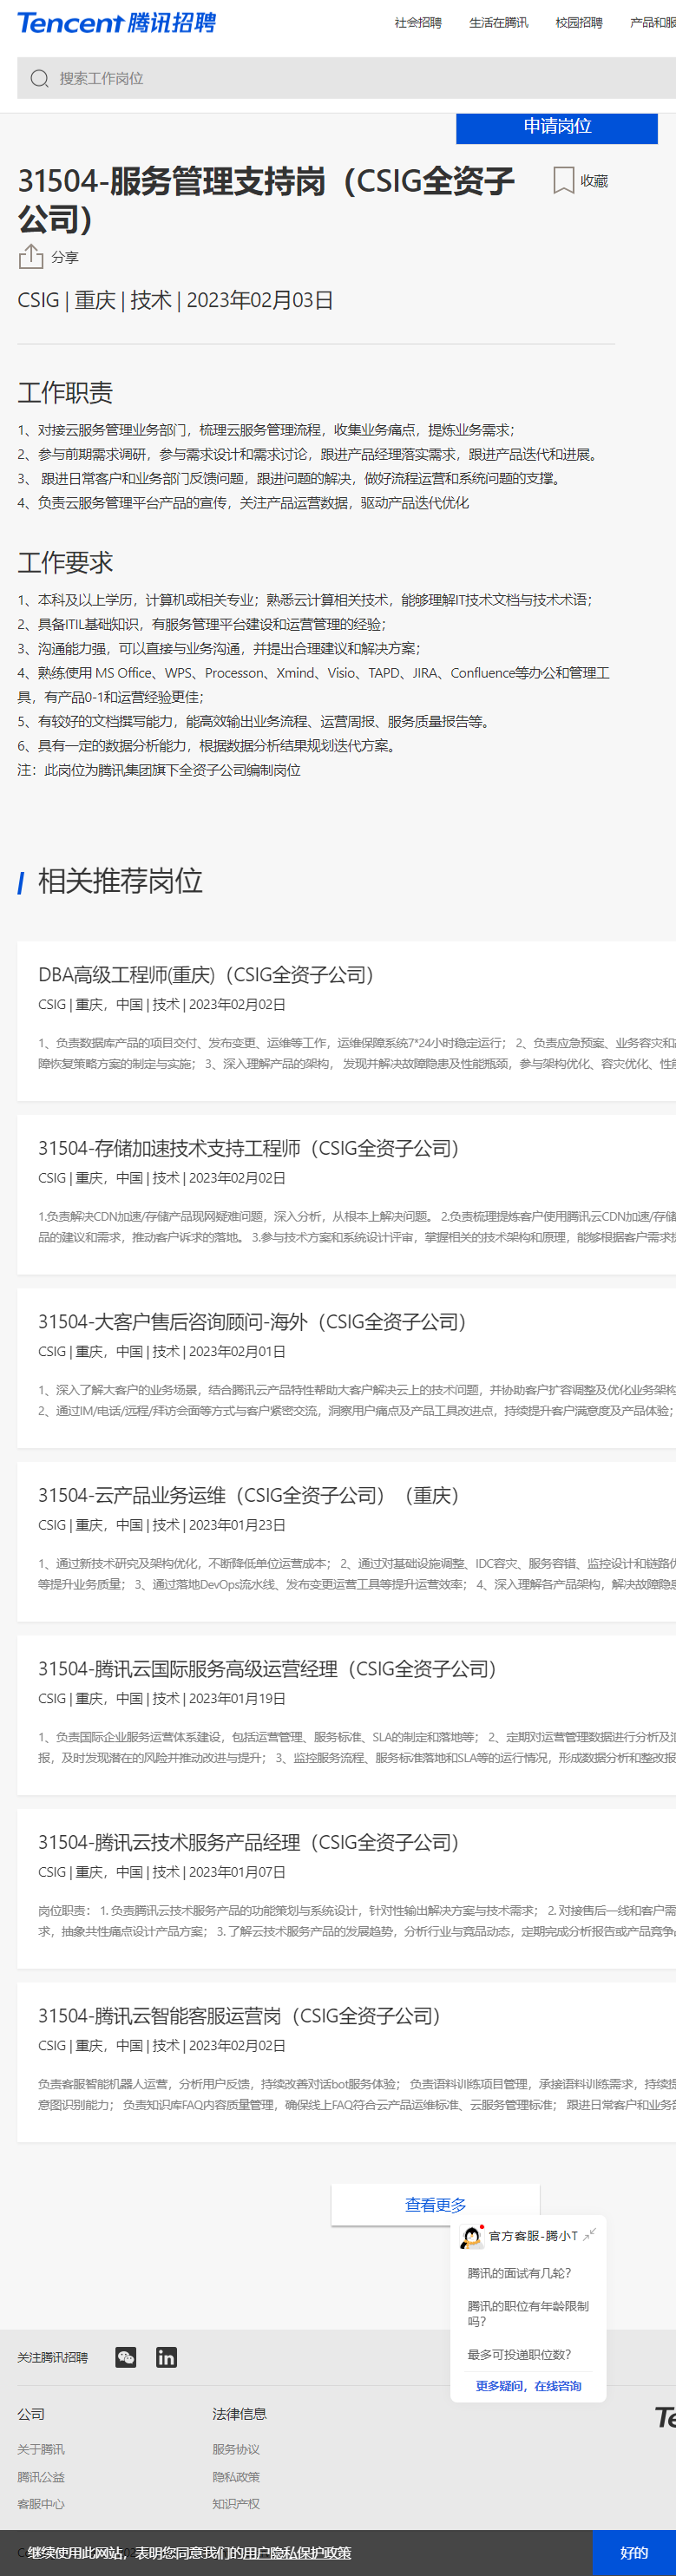 Tencent 腾讯招聘
社会招聘 生活在腾讯 校园招聘 产品和服
搜索工作岗位
申请岗位
31504-服务管理支持岗（CSIG全资子
公司）
收藏
分享
CSIG | 重庆 | 技术 | 2023年02月03日
工作职责
1、对接云服务管理业务部门，梳理云服务管理流程，收集业务痛点，提炼业务需求；
2、参与前期需求调研，参与需求设计和需求讨论，跟进产品经理落实需求，跟进产品迭代和进展。
3、 跟进日常客户和业务部门反馈问题，跟进问题的解决，做好流程运营和系统问题的支撑。
4、负责云服务管理平台产品的宣传，关注产品运营数据，驱动产品迭代优化
工作要求
1、本科及以上学历，计算机或相关专业；熟悉云计算相关技术，能够理解IT技术文档与技术术语；
2、具备ITIL基础知识，有服务管理平台建设和运营管理的经验；
3、沟通能力强，可以直接与业务沟通，并提出合理建议和解决方案；
4、熟练使用 MS Office、WPS、Processon、Xmind、Visio、TAPD、JIRA、Confluence等办公和管理工
具，有产品0-1和运营经验更佳；
5、有较好的文档撰写能力，能高效输出业务流程、运营周报、服务质量报告等。
6、具有一定的数据分析能力，根据数据分析结果规划迭代方案。
注：此岗位为腾讯集团旗下全资子公司编制岗位
相关推荐岗位
DBA高级工程师(重庆)（CSIG全资子公司）
CSIG | 重庆，中国 | 技术 | 2023年02月02日
1、负责数据库产品的项目交付、发布变更、运维等工作，运维保障系统7*24小时稳定运行； 2、负责应急预案、业务容灾和
障恢复策略方案的制定与实施； 3、深入理解产品的架构， 发现并解决故障隐患及性能瓶颈，参与架构优化、容灾优化、性能
31504-存储加速技术支持工程师（CSIG全资子公司）
CSIG | 重庆，中国 | 技术 | 2023年02月02日
1.负责解决CDN加速/存储产品现网疑难问题，深入分析，从根本上解决问题。 2.负责梳理提炼客户使用腾讯云CDN加速/存储
品的建议和需求，推动客户诉求的落地。 3.参与技术方案和系统设计评审，掌握相关的技术架构和原理，能够根据客户需求
31504-大客户售后咨询顾问-海外（CSIG全资子公司）
CSIG | 重庆，中国 | 技术 | 2023年02月01日
1、深入了解大客户的业务场景，结合腾讯云产品特性帮助大客户解决云上的技术问题，并协助客户扩容调整及优化业务架构
2、通过IM/电话/远程/拜访会面等方式与客户紧密交流，洞察用户痛点及产品工具改进点，持续提升客户满意度及产品体验；
31504-云产品业务运维（CSIG全资子公司）（重庆）
CSIG | 重庆，中国 | 技术 | 2023年01月23日
1、通过新技术研究及架构优化，不断降低单位运营成本； 2、通过对基础设施调整、IDC容灾、服务容错、监控设计和链路优
等提升业务质量； 3、通过落地DevOps流水线、发布变更运营工具等提升运营效率； 4、深入理解各产品架构，解决故障隐患
31504-腾讯云国际服务高级运营经理（CSIG全资子公司）
CSIG | 重庆，中国 | 技术 | 2023年01月19日
1、负责国际企业服务运营体系建设，包括运营管理、服务标准、SLA的制定和落地等； 2、定期对运营管理数据进行分析及汇
报，及时发现潜在的风险并推动改进与提升； 3、监控服务流程、服务标准落地和SLA等的运行情况，形成数据分析和整改报
31504-腾讯云技术服务产品经理（CSIG全资子公司）
CSIG | 重庆，中国 | 技术 | 2023年01月07日
岗位职责： 1. 负责腾讯云技术服务产品的功能策划与系统设计，针对性输出解决方案与技术需求； 2. 对接售后一线和客户需
求，抽象共性痛点设计产品方案； 3. 了解云技术服务产品的发展趋势，分析行业与竞品动态，定期完成分析报告或产品竞争
31504-腾讯云智能客服运营岗（CSIG全资子公司）
CSIG | 重庆，中国 | 技术 | 2023年02月02日
负责客服智能机器人运营，分析用户反馈，持续改善对话bot服务体验； 负责语料训练项目管理，承接语料训练需求，持续提
意图识别能力； 负责知识库FAQ内容质量管理，确保线上FAQ符合云产品运维标准、云服务管理标准； 跟进日常客户和业务部
查看更多
官方客服-腾小T
腾讯的面试有几轮?
腾讯的职位有年龄限制
吗?
最多可投递职位数?
更多疑问，在线咨询
关注腾讯招聘
公司 法律信息
Te
关于腾讯 服务协议
腾讯公益 隐私政策
客服中心 知识产权
继续使用此网站，表明您同意我们的用户隐私保护政策
好的